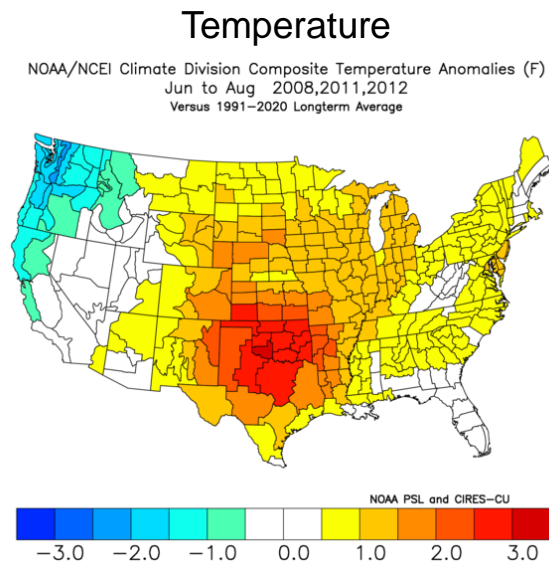 Temperature
NOAA/NCEI Climate Division Composite Temperature Anomalies (F)
Jun to Aug 2008,2011,2012
Versus 1991-2020 Longterm Average
NOAA PSL and CIRES-CU
-3.0 -2.0 -1.0 0.0 1.0 2.0 3.0